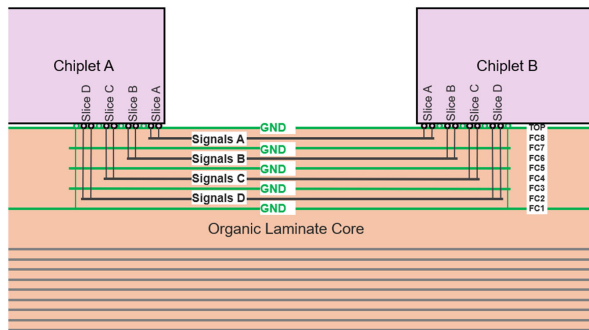 Chiplet A
Chiplet B
Slice D
Slice C
Slice B
Slice A
Slice A
Slice B
Slice C
Slice D
GND
TOP
Signals A
FC8
GND
FC7
Signals B
FC6
GND
FC5
Signals C
FC4
GND
FC3
Signals D
FC2
GND
FC1
Organic Laminate Core